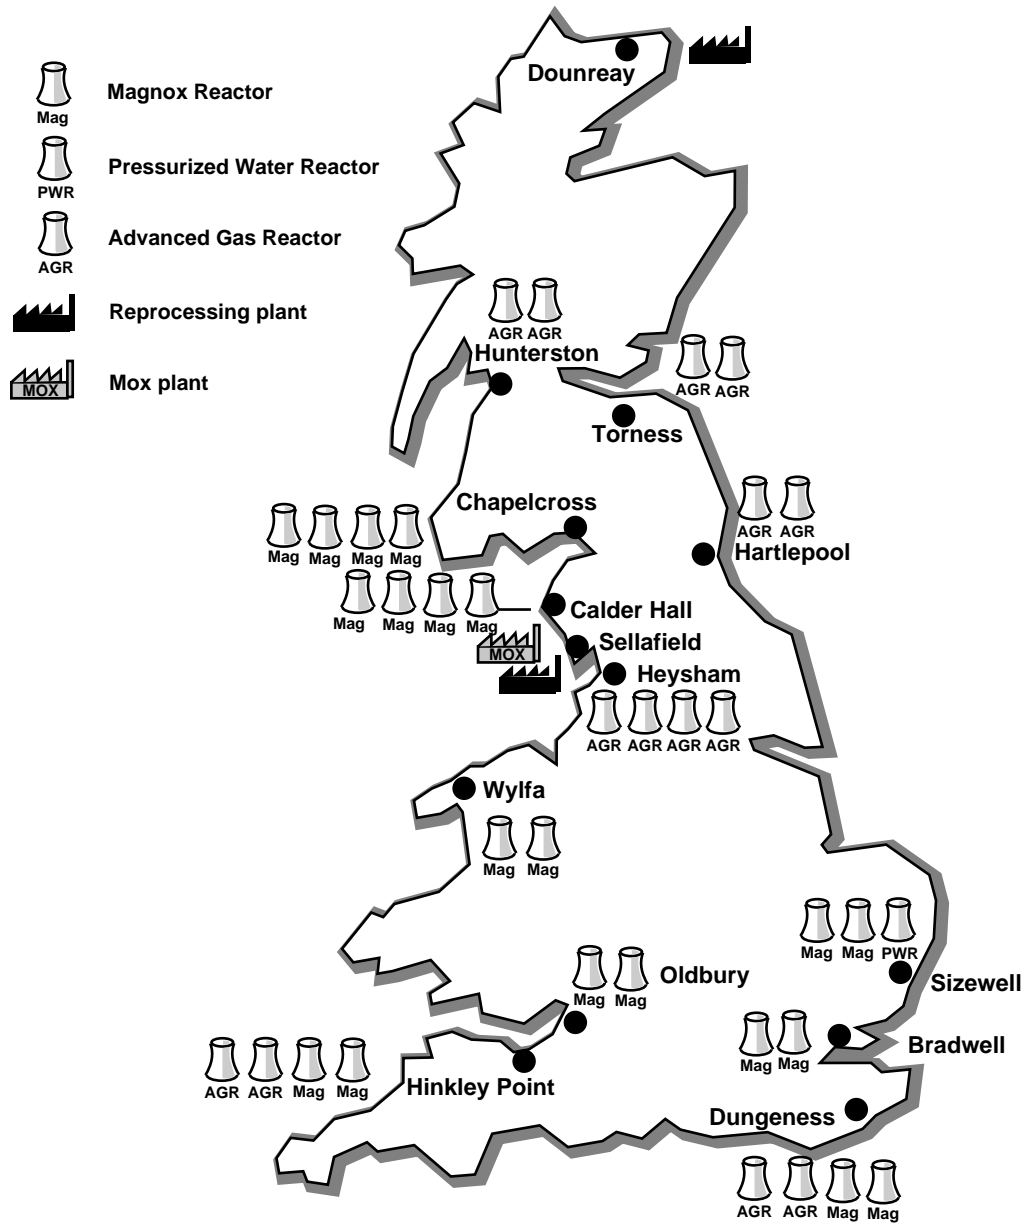 Dounreay
Magnox Reactor
Mag
Pressurized Water Reactor
PWR
Advanced Gas Reactor
AGR
Reprocessing plant
Mox plant
MOX
AGR AGR
Hunterston
AGR AGR
Torness
Chapelcross
Mag Mag Mag Mag
AGR AGR
Hartlepool
Mag Mag Mag Mag
Calder Hall
MOX
Sellafield
Heysham
AGR AGR AGR AGR
Wylfa
Mag Mag
Mag Mag PWR
Sizewell
Oldbury
Mag Mag
Mag Mag
Bradwell
AGR AGR Mag Mag
Hinkley Point
Dungeness
AGR AGR Mag Mag